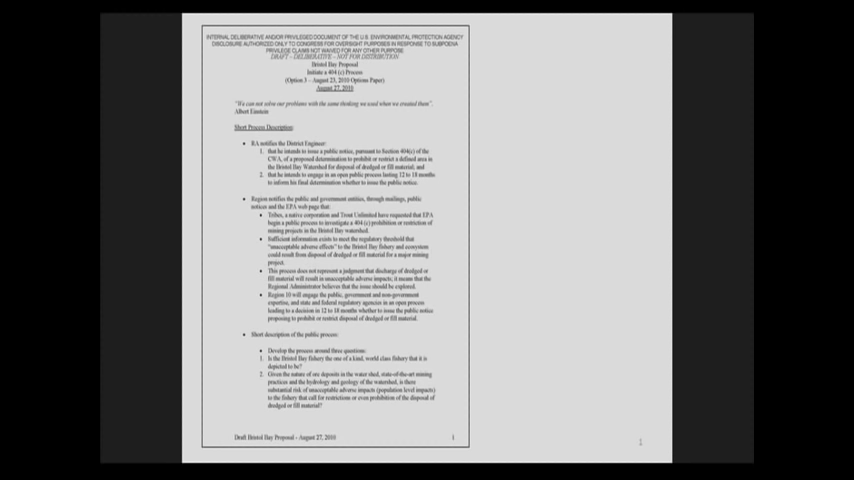 INTERNAL DELIBERATIVE AND/OR PRIVILEGED DOCUMENT OF THE U.S. ENVIRONMENTAL PROTECTION AGENCY
DISCLOSURE AUTHORIZED ONLY TO CONGRESS FOR OVERSIGHT PURPOSES IN RESPONSE TO SUBPOENA
PRIVILEGE CLAIMS NOT WAIVED FOR ANY OTHER PURPOSE
DRAFT – DELIBERATIVE – NOT FOR DISTRIBUTION
Bristol Bay Proposal
Initiate a 404 (c) Process
(Option 3 – August 23, 2010 Options Paper)
August 27, 2010
"We can not solve our problems with the same thinking we used when we created them".
Albert Einstein
Short Process Description:
• RA notifies the District Engineer:
1. that he intends to issue a public notice, pursuant to Section 404(c) of the
CWA, of a proposed determination to prohibit or restrict a defined area in
the Bristol Bay Watershed for disposal of dredged or fill material; and
2. that he intends to engage in an open public process lasting 12 to 18 months
to inform his final determination whether to issue the public notice.
• Region notifies the public and government entities, through mailings, public
notices and the EPA web page that:
• Tribes, a native corporation and Trout Unlimited have requested that EPA
begin a public process to investigate a 404 (c) prohibition or restriction of
mining projects in the Bristol Bay watershed.
• Sufficient information exists to meet the regulatory threshold that
"unacceptable adverse effects" to the Bristol Bay fishery and ecosystem
could result from disposal of dredged or fill material for a major mining
project.
• This process does not represent a judgment that discharge of dredged or
fill material will result in unacceptable adverse impacts; it means that the
Regional Administrator believes that the issue should be explored.
• Region 10 will engage the public, government and non-government
expertise, and state and federal regulatory agencies in an open process
leading to a decision in 12 to 18 months whether to issue the public notice
proposing to prohibit or restrict disposal of dredged or fill material.
• Short description of the public process:
• Develop the process around three questions:
1. Is the Bristol Bay fishery the one of a kind, world class fishery that it is
depicted to be?
2. Given the nature of ore deposits in the water shed, state-of-the-art mining
practices and the hydrology and geology of the watershed, is there
substantial risk of unacceptable adverse impacts (population level impacts)
to the fishery that call for restrictions or even prohibition of the disposal of
dredged or fill material?
Draft Bristol Bay Proposal – August 27, 2010 1
1